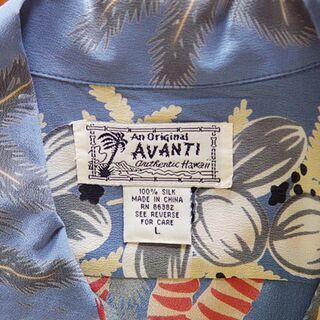 An Original
AVANTI
authentic Hawaii
100% SILK
MADE IN CHINA
RN 86382
SEE REVERSE
FOR CARE
L